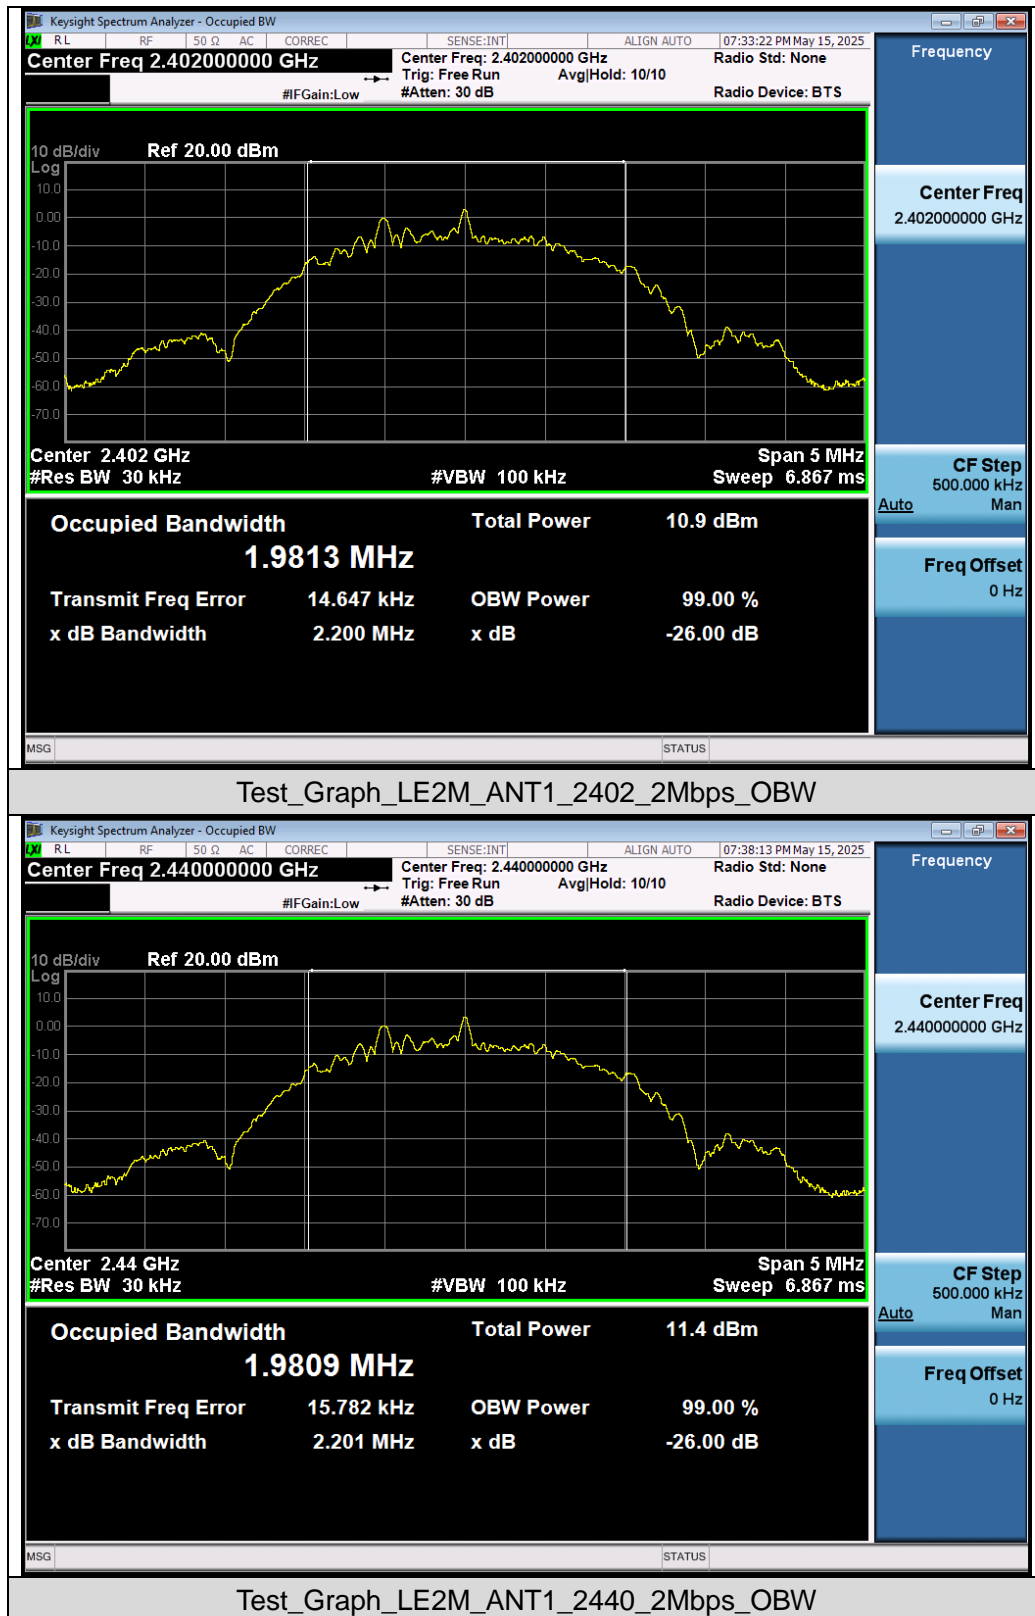 Keysight Spectrum Analyzer - Occupied BW
LXI RL RF 50 Ω AC CORREC SENSE:INT ALIGN AUTO 07:33:22 PM May 15, 2025
Center Freq 2.402000000 GHz
Center Freq: 2.402000000 GHz
Radio Std: None
Trig: Free Run Avg|Hold: 10/10
#IFGain:Low #Atten: 30 dB Radio Device: BTS
Frequency
10 dB/div Ref 20.00 dBm
Log
10.0
0.00
-10.0
-20.0
-30.0
-40.0
-50.0
-60.0
-70.0
Center 2.402 GHz Span 5 MHz
#Res BW 30 kHz #VBW 100 kHz Sweep 6.867 ms
Center Freq
2.402000000 GHz
CF Step
500.000 kHz
Auto Man
Freq Offset
0 Hz
Occupied Bandwidth Total Power 10.9 dBm
1.9813 MHz
Transmit Freq Error 14.647 kHz OBW Power 99.00 %
x dB Bandwidth 2.200 MHz x dB -26.00 dB
MSG STATUS
Test_Graph_LE2M_ANT1_2402_2Mbps_OBW
Keysight Spectrum Analyzer - Occupied BW
LXI RL RF 50 Ω AC CORREC SENSE:INT ALIGN AUTO 07:38:13 PM May 15, 2025
Center Freq 2.440000000 GHz
Center Freq: 2.440000000 GHz
Radio Std: None
Trig: Free Run Avg|Hold: 10/10
#IFGain:Low #Atten: 30 dB Radio Device: BTS
Frequency
10 dB/div Ref 20.00 dBm
Log
10.0
0.00
-10.0
-20.0
-30.0
-40.0
-50.0
-60.0
-70.0
Center 2.44 GHz Span 5 MHz
#Res BW 30 kHz #VBW 100 kHz Sweep 6.867 ms
Center Freq
2.440000000 GHz
CF Step
500.000 kHz
Auto Man
Freq Offset
0 Hz
Occupied Bandwidth Total Power 11.4 dBm
1.9809 MHz
Transmit Freq Error 15.782 kHz OBW Power 99.00 %
x dB Bandwidth 2.201 MHz x dB -26.00 dB
MSG STATUS
Test_Graph_LE2M_ANT1_2440_2Mbps_OBW